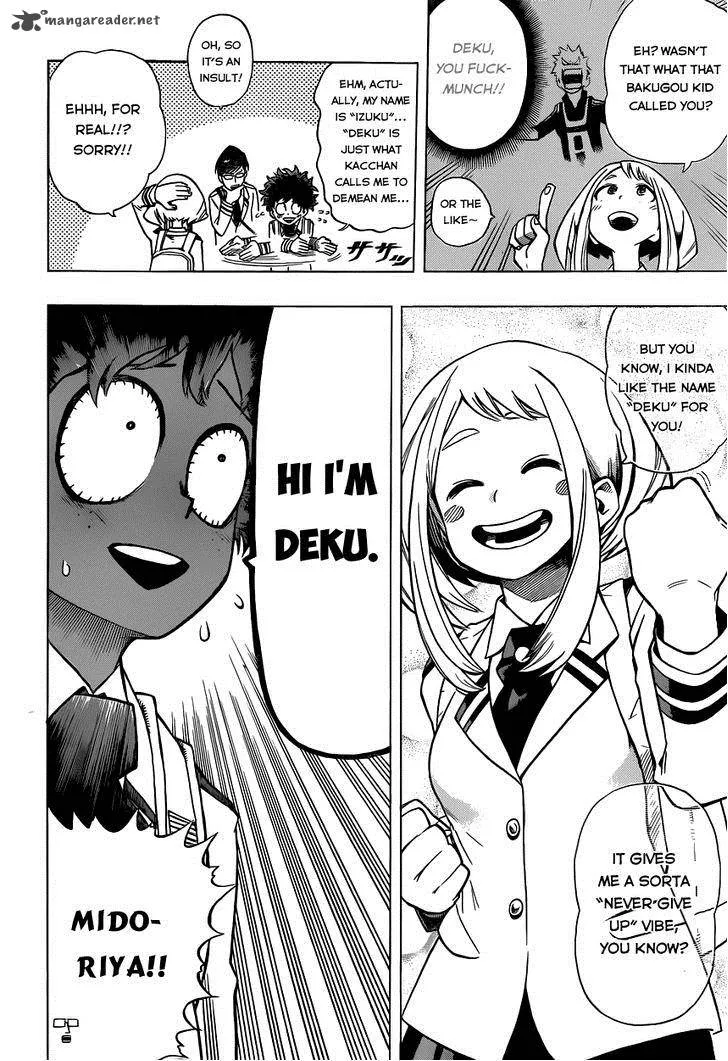 mangareader.net
EH? WASN'T
THAT WHAT THAT
BAKUGOU KID
CALLED YOU?
DEKU,
YOU FUCK-
MUNCH!!
OR THE
LIKE~
EHM, ACTU-
ALLY, MY NAME
IS "IZUKU"...
"DEKU" IS
JUST WHAT
KACCHAN
CALLS ME TO
DEMEAN ME...
OH, SO
IT'S AN
INSULT!
EHHH, FOR
REAL!!?
SORRY!!
ザザッ
BUT YOU
KNOW, I KINDA
LIKE THE NAME
"DEKU" FOR
YOU!
IT GIVES
ME A SORTA
"NEVER GIVE
UP" VIBE,
YOU KNOW?
HI I'M
DEKU.
MIDO-
RIYA!!